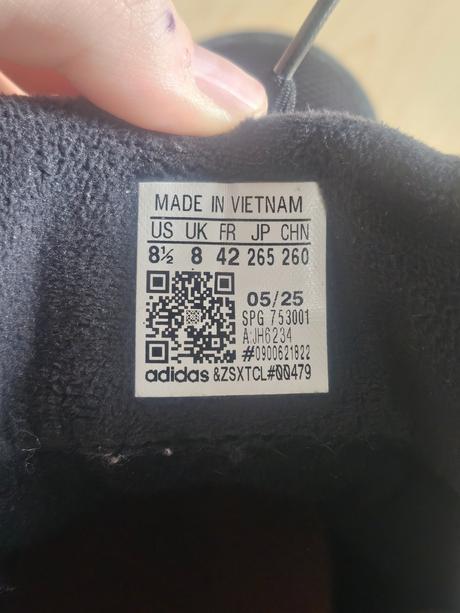 MADE IN VIETNAM
US UK FR JP CHN
8½ 8 42 265 260
05/25
SPG 753001
A:JH6234
#0900621822
adidas &ZSXTCL#00479